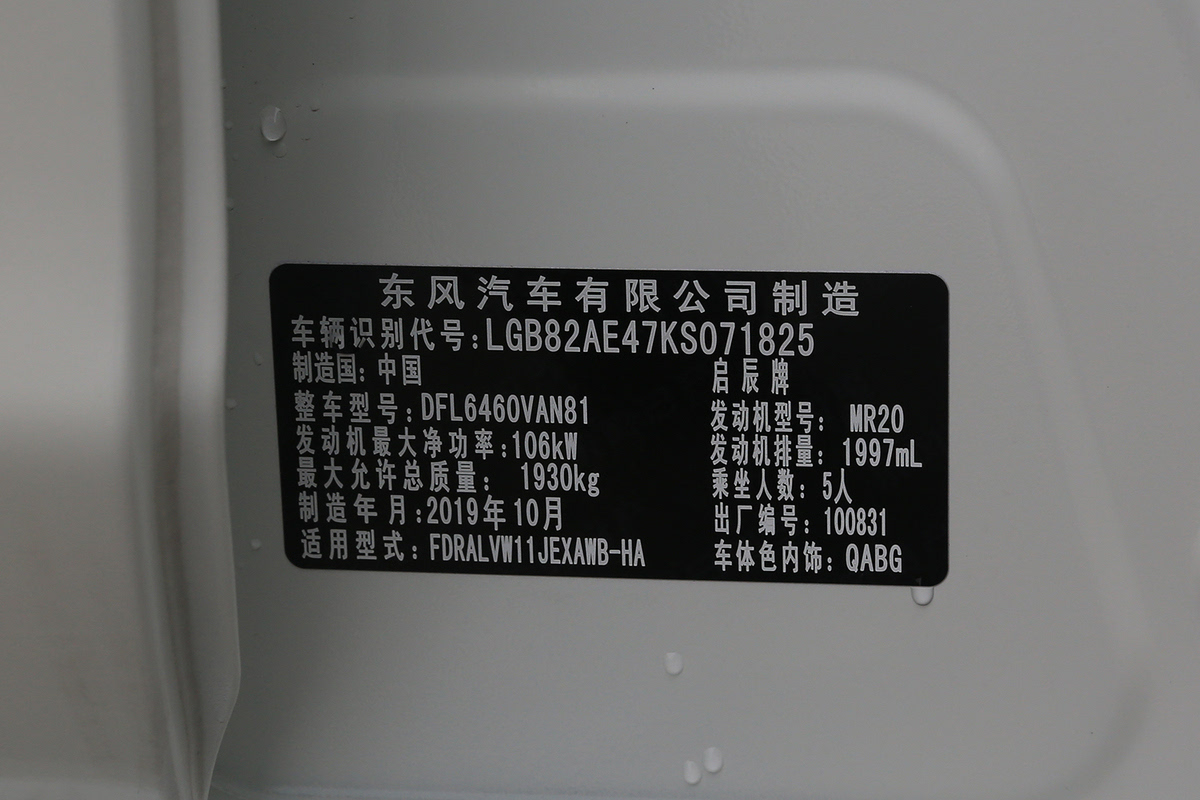 东风汽车有限公司制造
车辆识别代号:LGB82AE47KS071825
制造国: 中国
启辰牌
整车型号:DFL6460VAN81
发动机型号: MR20
发动机最大净功率:106kW
发动机排量: 1997mL
最大允许总质量: 1930kg
乘坐人数: 5人
制造年月:2019年10月
出厂编号: 100831
适用型式: FDRALVW11JEXAWB-HA
车体色内饰: QABG